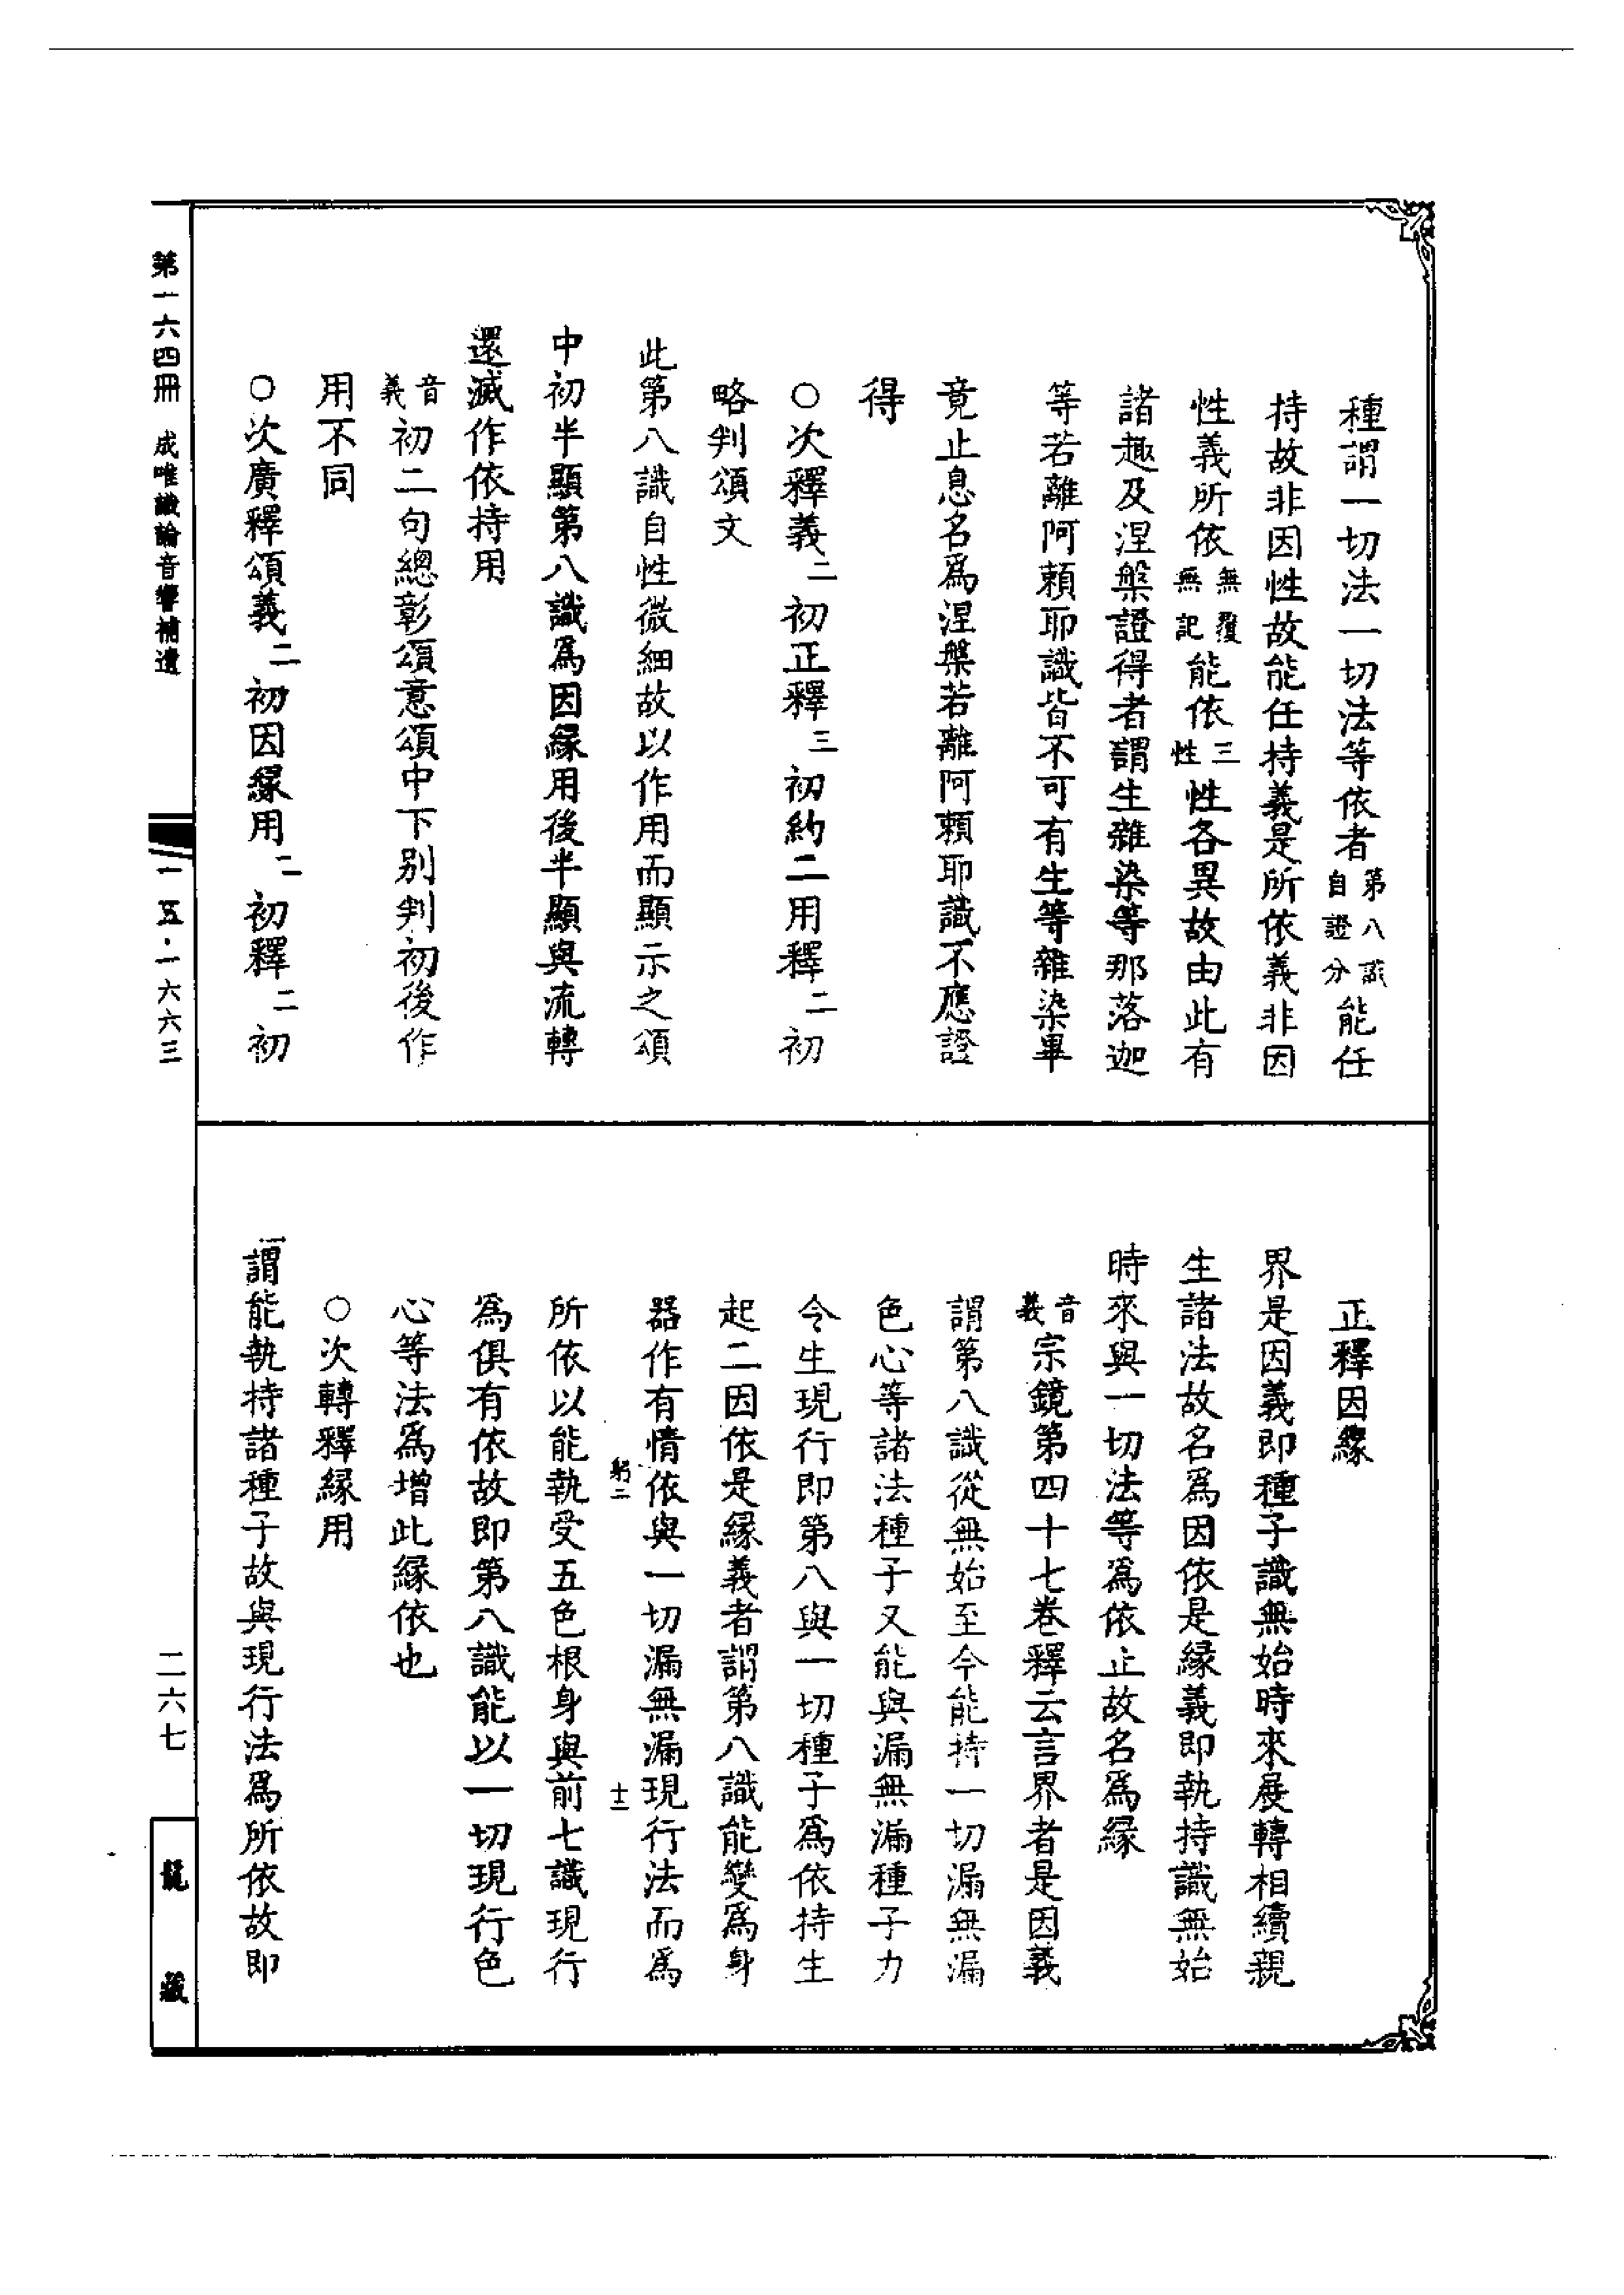 種謂一切法一切法等依者第八識自證分能任
持故非因性故能任持義是所依義非因
性義所依無覆無記能依三性性各異故由此有
諸趣及涅槃證得者謂生雜染等那落迦
等若離阿賴耶識皆不可有生等雜染畢
竟止息名爲涅槃若離阿賴耶識不應證
得
○次釋義二初正釋三初約二用釋二初
略判頌文
此第八識自性微細故以作用而顯示之頌
中初半顯第八識爲因緣用後半顯與流轉
還滅作依持用
音義初二句總彰頌意頌中下別判初後作
用不同
○次廣釋頌義二初因緣用二初釋二初
正釋因緣
界是因義即種子識無始時來展轉相續親
生諸法故名爲因依是緣義即執持識無始
時來與一切法等爲依止故名爲緣
音義宗鏡第四十七卷釋云言界者是因義
謂第八識從無始至今能持一切漏無漏
色心等諸法種子又能與漏無漏種子力
令生現行即第八與一切種子爲依持生
起二因依是緣義者謂第八識能變爲身
器作有情依與一切漏無漏現行法而爲
躬二
十三
所依以能執受五色根身與前七識現行
爲俱有依故即第八識能以一切現行色
心等法爲增此緣依也
○次轉釋緣用
謂能執持諸種子故與現行法爲所依故即
第一六四冊 成唯識論音響補遺
一五·一六六三
二六七
龍藏